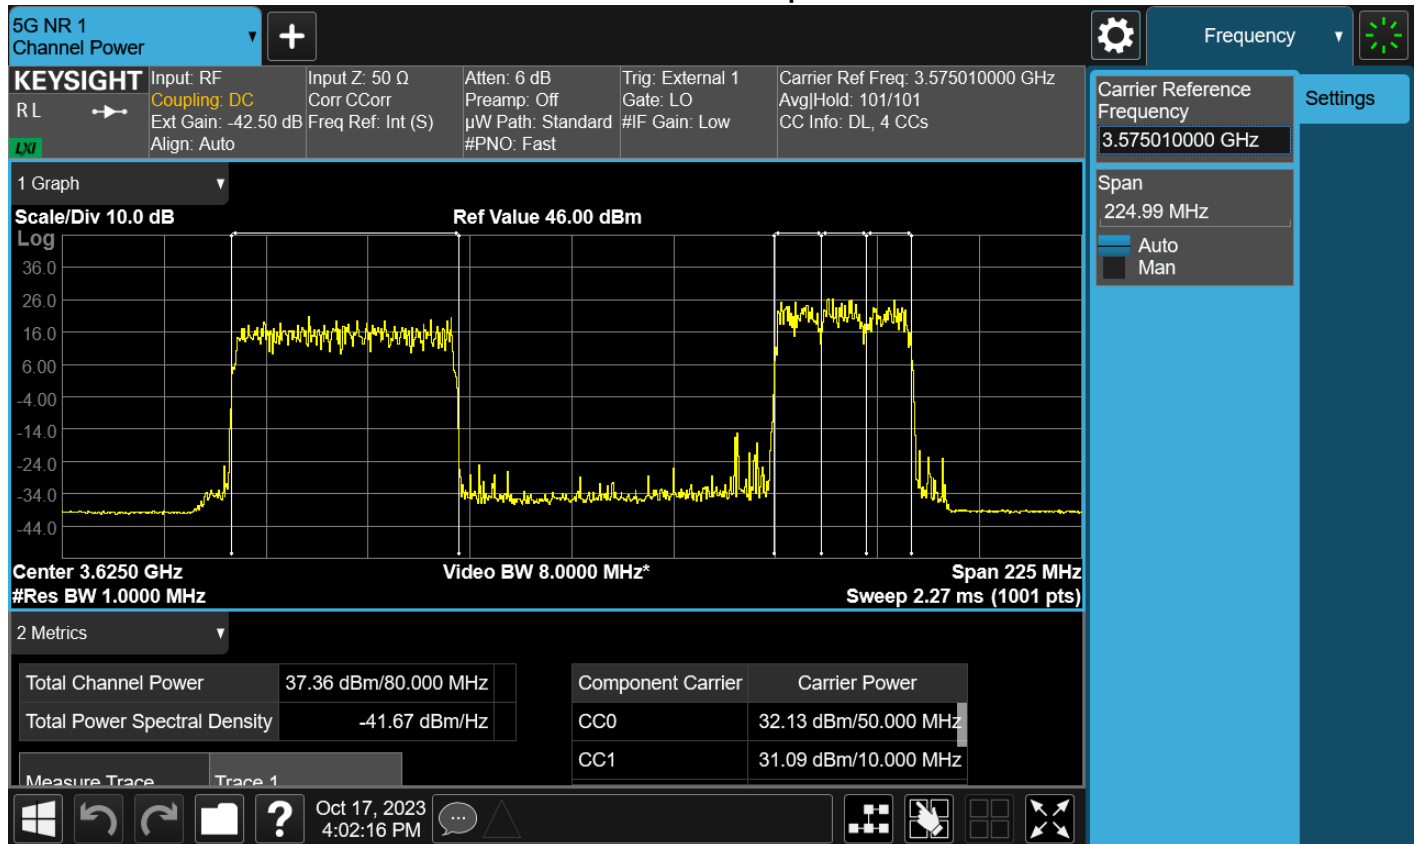 5G NR 1
Channel Power
Frequency
KEYSIGHT
R L
LXI
Input: RF
Coupling: DC
Ext Gain: -42.50 dB
Align: Auto
Input Z: 50 Ω
Corr CCorr
Freq Ref: Int (S)
Atten: 6 dB
Preamp: Off
µW Path: Standard
#PNO: Fast
Trig: External 1
Gate: LO
#IF Gain: Low
Carrier Ref Freq: 3.575010000 GHz
Avg|Hold: 101/101
CC Info: DL, 4 CCs
Carrier Reference
Frequency
3.575010000 GHz
Settings
Span
224.99 MHz
Auto
Man
1 Graph
Scale/Div 10.0 dB
Ref Value 46.00 dBm
Log
36.0
26.0
16.0
6.00
-4.00
-14.0
-24.0
-34.0
-44.0
Center 3.6250 GHz
Video BW 8.0000 MHz*
Span 225 MHz
#Res BW 1.0000 MHz
Sweep 2.27 ms (1001 pts)
2 Metrics
Total Channel Power 37.36 dBm/80.000 MHz
Total Power Spectral Density -41.67 dBm/Hz
Measure Trace Trace 1
Component Carrier Carrier Power
CC0 32.13 dBm/50.000 MHz
CC1 31.09 dBm/10.000 MHz
?
Oct 17, 2023
4:02:16 PM